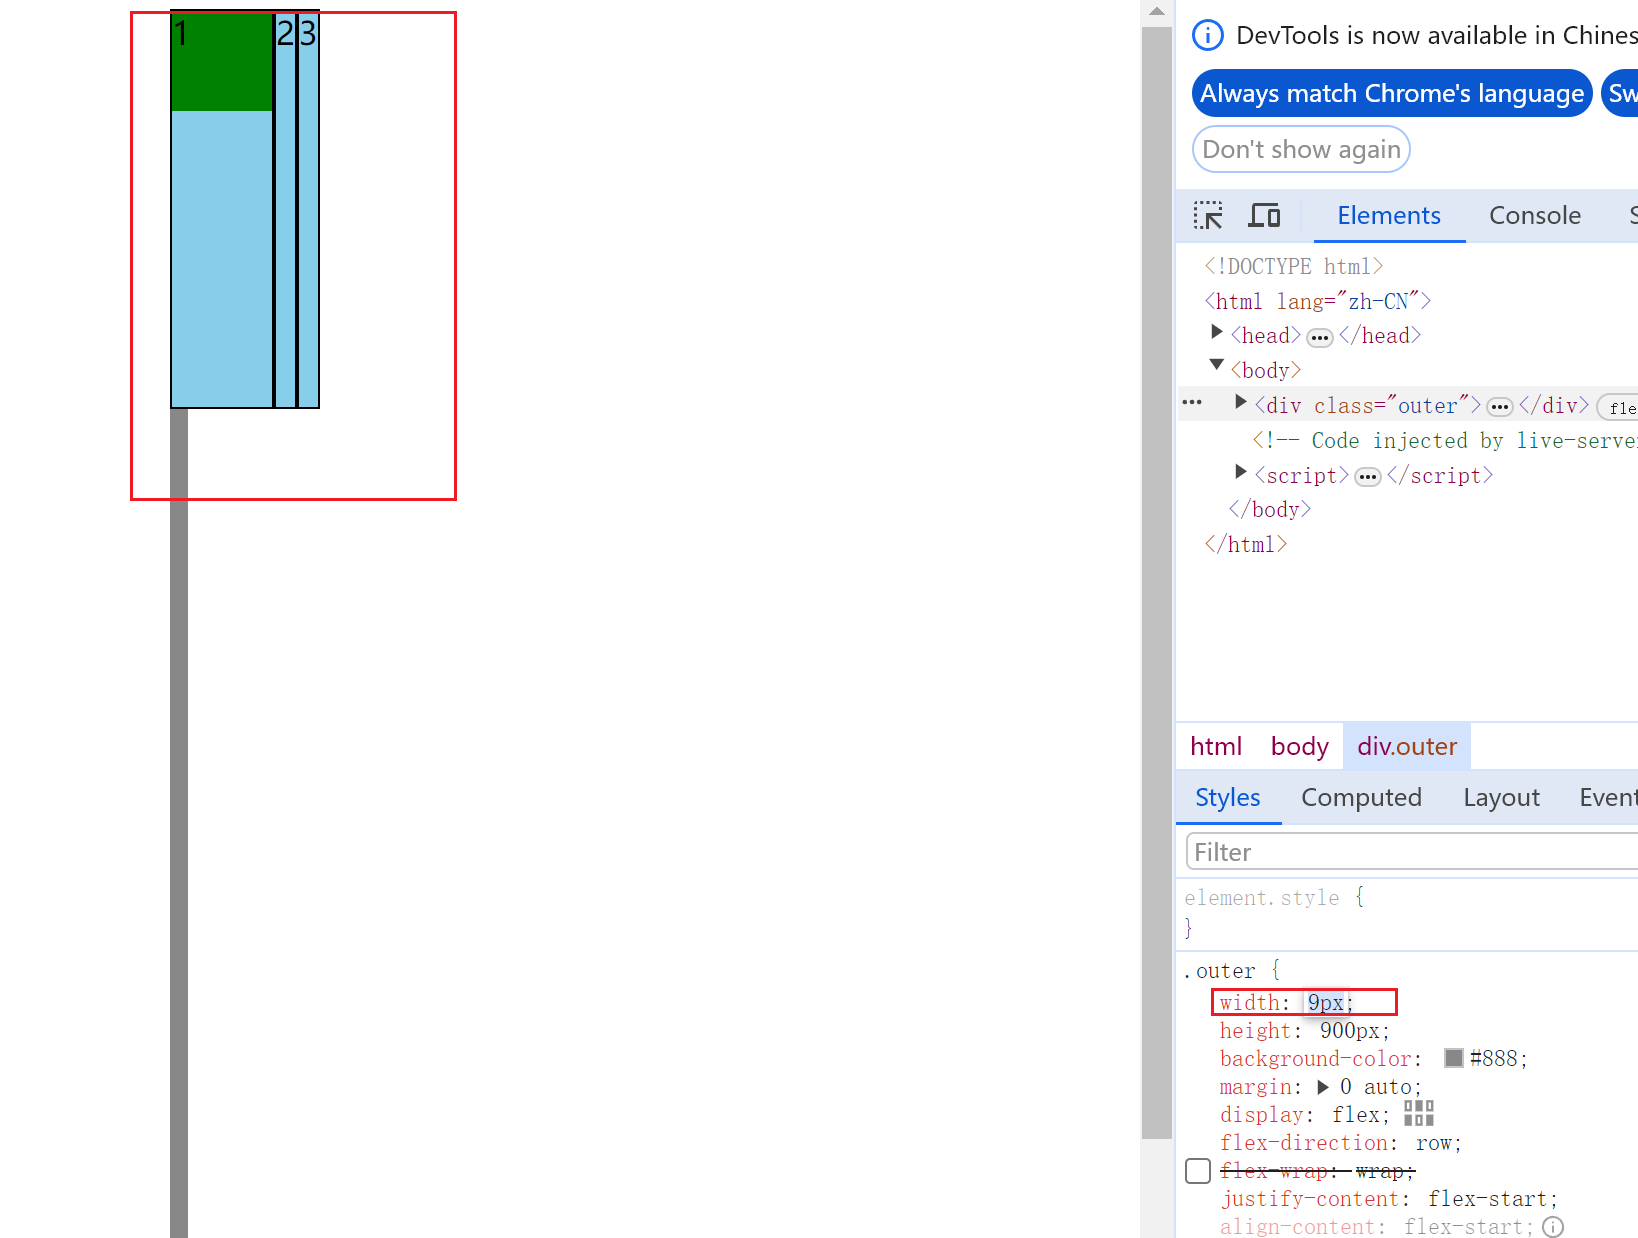 1 2 3
DevTools is now available in Chines
Always match Chrome's language Sw
Don't show again
Elements Console S
<!DOCTYPE html>
<html lang="zh-CN">
<head> ••• </head>
<body>
••• <div class="outer"> ••• </div> fle
<!-- Code injected by live-serve
<script> ••• </script>
</body>
</html>
html body div.outer
Styles Computed Layout Event
Filter
element.style {
}
.outer {
width: 9px;
height: 900px;
background-color: #888;
margin: 0 auto;
display: flex;
flex-direction: row;
flex-wrap: wrap;
justify-content: flex-start;
align-content: flex-start;